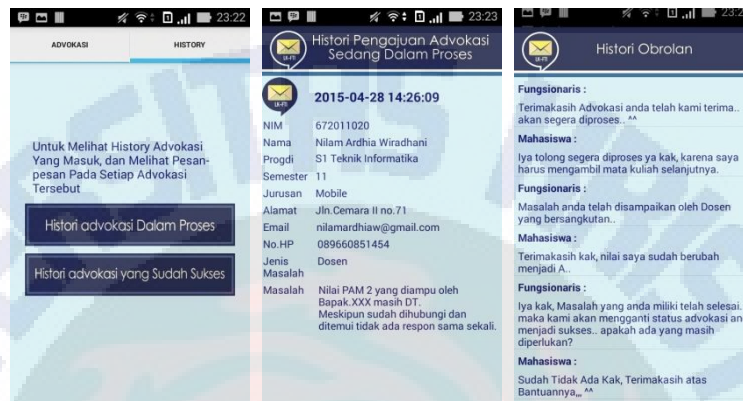 23:22
ADVOKASI
HISTORY
Untuk Melihat History Advokasi
Yang Masuk, dan Melihat Pesan-
pesan Pada Setiap Advokasi
Tersebut
Histori advokasi Dalam Proses
Histori advokasi yang Sudah Sukses
23:23
LK-FTI
Histori Pengajuan Advokasi
Sedang Dalam Proses
LK-FTI
2015-04-28 14:26:09
NIM 672011020
Nama Nilam Ardhia Wiradhani
Progdi S1 Teknik Informatika
Semester 11
Jurusan Mobile
Alamat Jln.Cemara II no.71
Email nilamardhiaw@gmail.com
No.HP 089660851454
Jenis Dosen
Masalah
Masalah Nilai PAM 2 yang diampu oleh
Bapak.XXX masih DT.
Meskipun sudah dihubungi dan
ditemui tidak ada respon sama sekali.
LK-FTI
Histori Obrolan
Fungsionaris :
Terimakasih Advokasi anda telah kami terima..
akan segera diproses.. ^^
Mahasiswa :
Iya tolong segera diproses ya kak, karena saya
harus mengambil mata kuliah selanjutnya.
Fungsionaris :
Masalah anda telah disampaikan oleh Dosen
yang bersangkutan..
Mahasiswa :
Terimakasih kak, nilai saya sudah berubah
menjadi A..
Fungsionaris :
Iya kak, Masalah yang anda miliki telah selesai.
maka kami akan mengganti status advokasi an
menjadi sukses.. apakah ada yang masih
diperlukan?
Mahasiswa :
Sudah Tidak Ada Kak, Terimakasih atas
Bantuannya,,, ^^